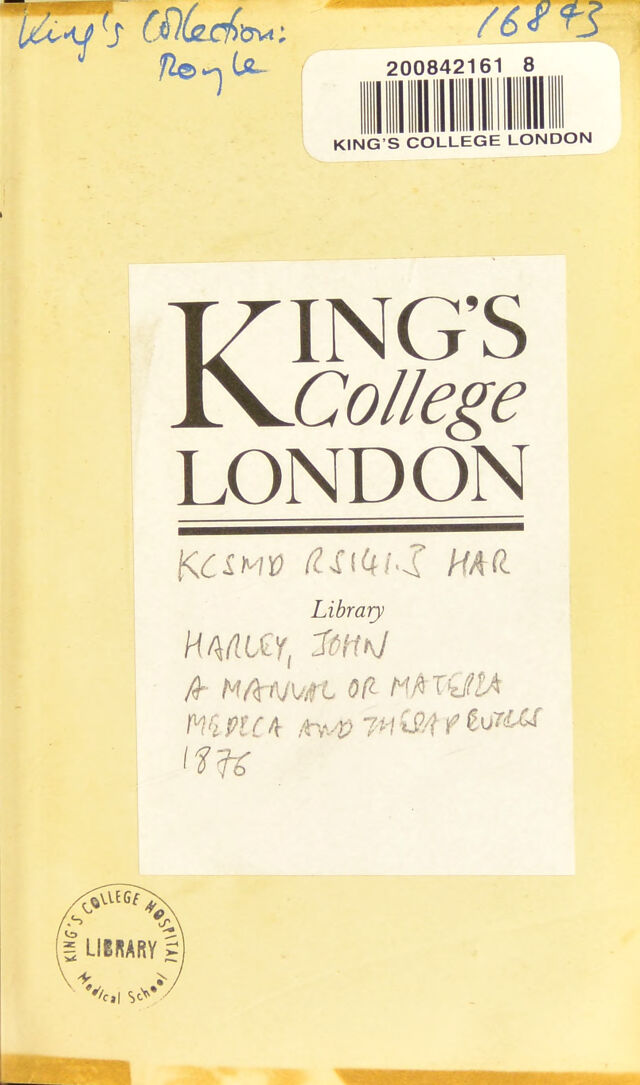 King's Collection:
Royle
16843
200842161 8
KING'S COLLEGE LONDON
KING'S
College
LONDON
KCSMD RS141.3 HAR
Library
HARLEY, JOHN
A MANUAL OR MATERIA
MEDICA AND THERAPEUTICS
1876
KING'S COLLEGE HOSPITAL
LIBRARY
Medical School